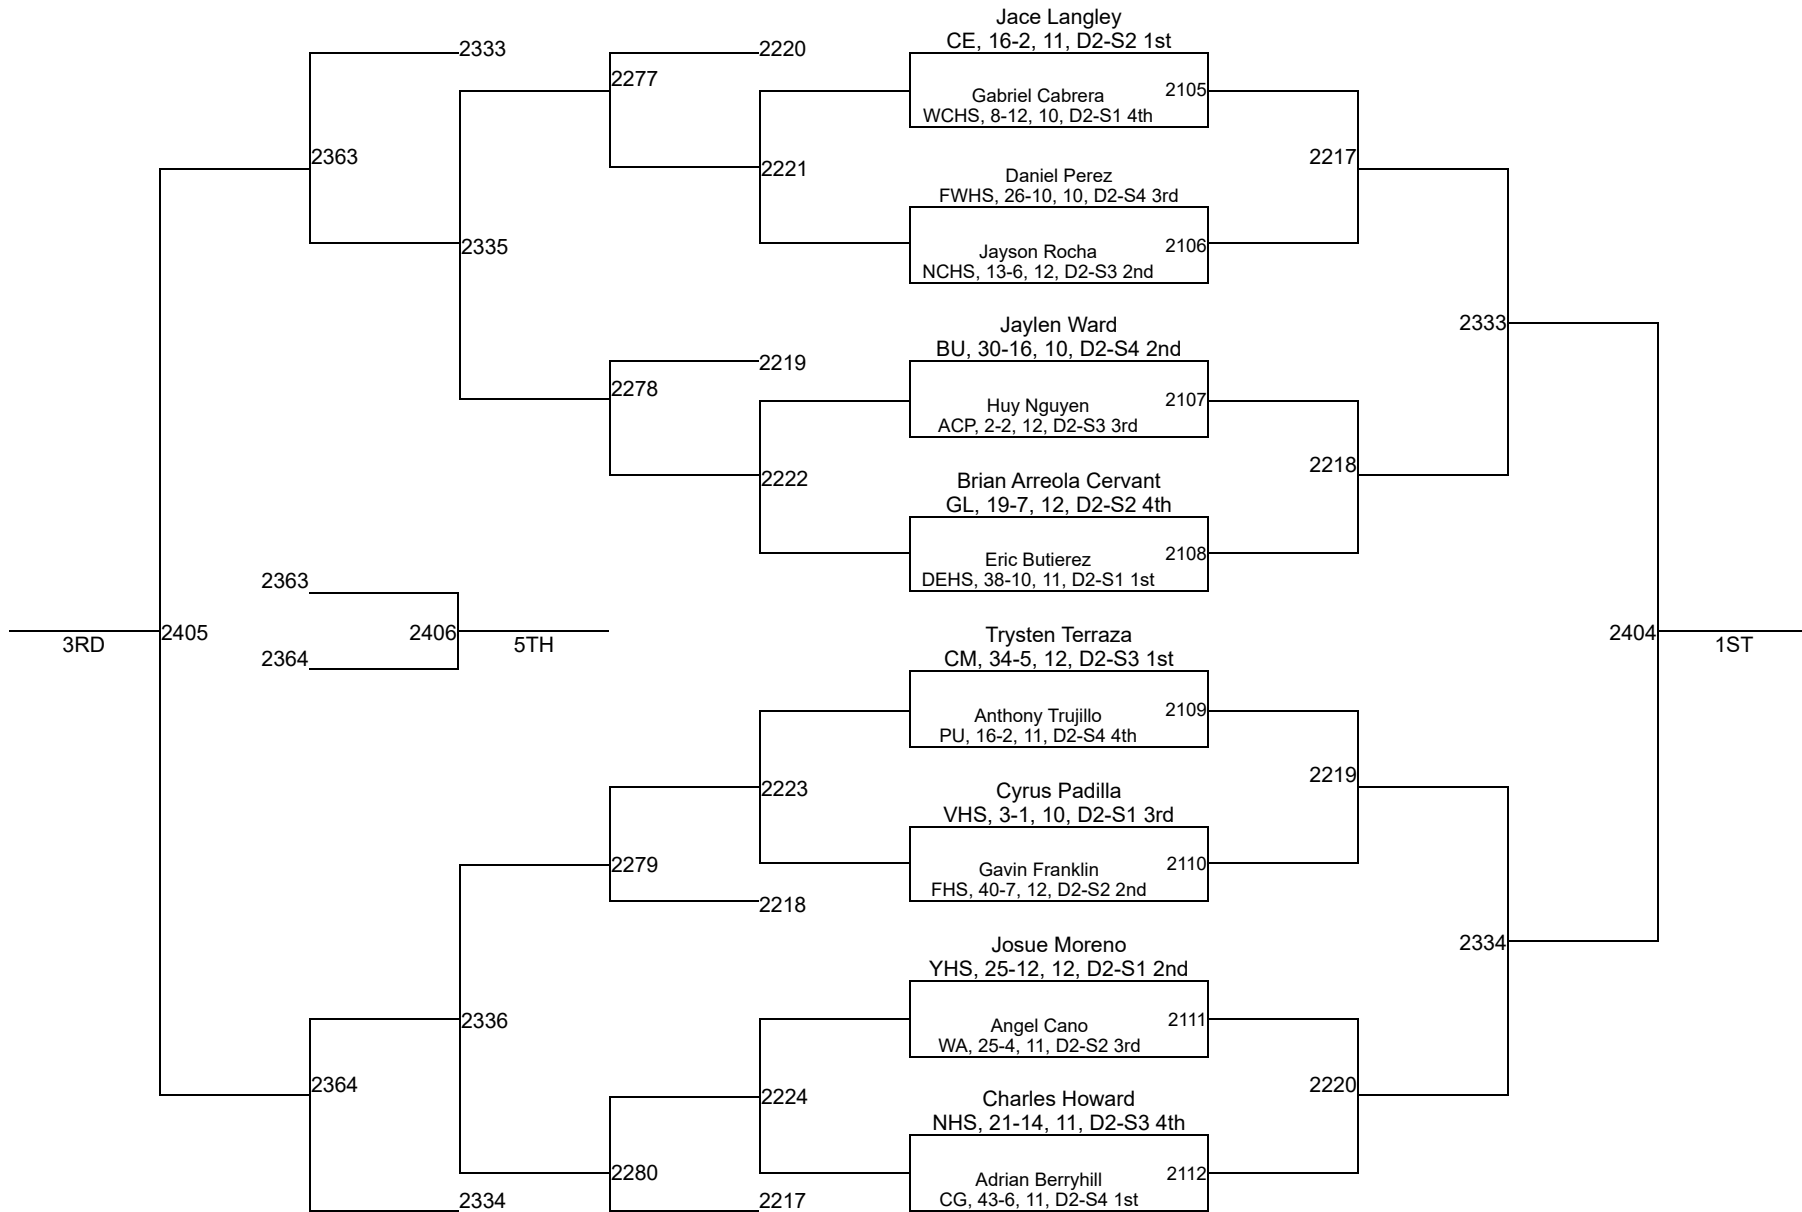 Jace Langley
CE, 16-2, 11, D2-S2 1st
2333
2220
2277
Gabriel Cabrera
2105
WCHS, 8-12, 10, D2-S1 4th
2363
2221
2217
Daniel Perez
FWHS, 26-10, 10, D2-S4 3rd
2335
Jayson Rocha
2106
NCHS, 13-6, 12, D2-S3 2nd
Jaylen Ward
2333
BU, 30-16, 10, D2-S4 2nd
2219
2278
Huy Nguyen
2107
ACP, 2-2, 12, D2-S3 3rd
2222
2218
Brian Arreola Cervant
GL, 19-7, 12, D2-S2 4th
Eric Butierez
2108
DEHS, 38-10, 11, D2-S1 1st
2363
2405
3RD
2406
5TH
2364
Trysten Terraza
CM, 34-5, 12, D2-S3 1st
2404
1ST
Anthony Trujillo
2109
PU, 16-2, 11, D2-S4 4th
2223
2219
Cyrus Padilla
VHS, 3-1, 10, D2-S1 3rd
2279
Gavin Franklin
2110
FHS, 40-7, 12, D2-S2 2nd
2218
Josue Moreno
2334
YHS, 25-12, 12, D2-S1 2nd
2336
Angel Cano
2111
WA, 25-4, 11, D2-S2 3rd
2364
2224
2220
Charles Howard
NHS, 21-14, 11, D2-S3 4th
2280
Adrian Berryhill
2112
CG, 43-6, 11, D2-S4 1st
2334
2217